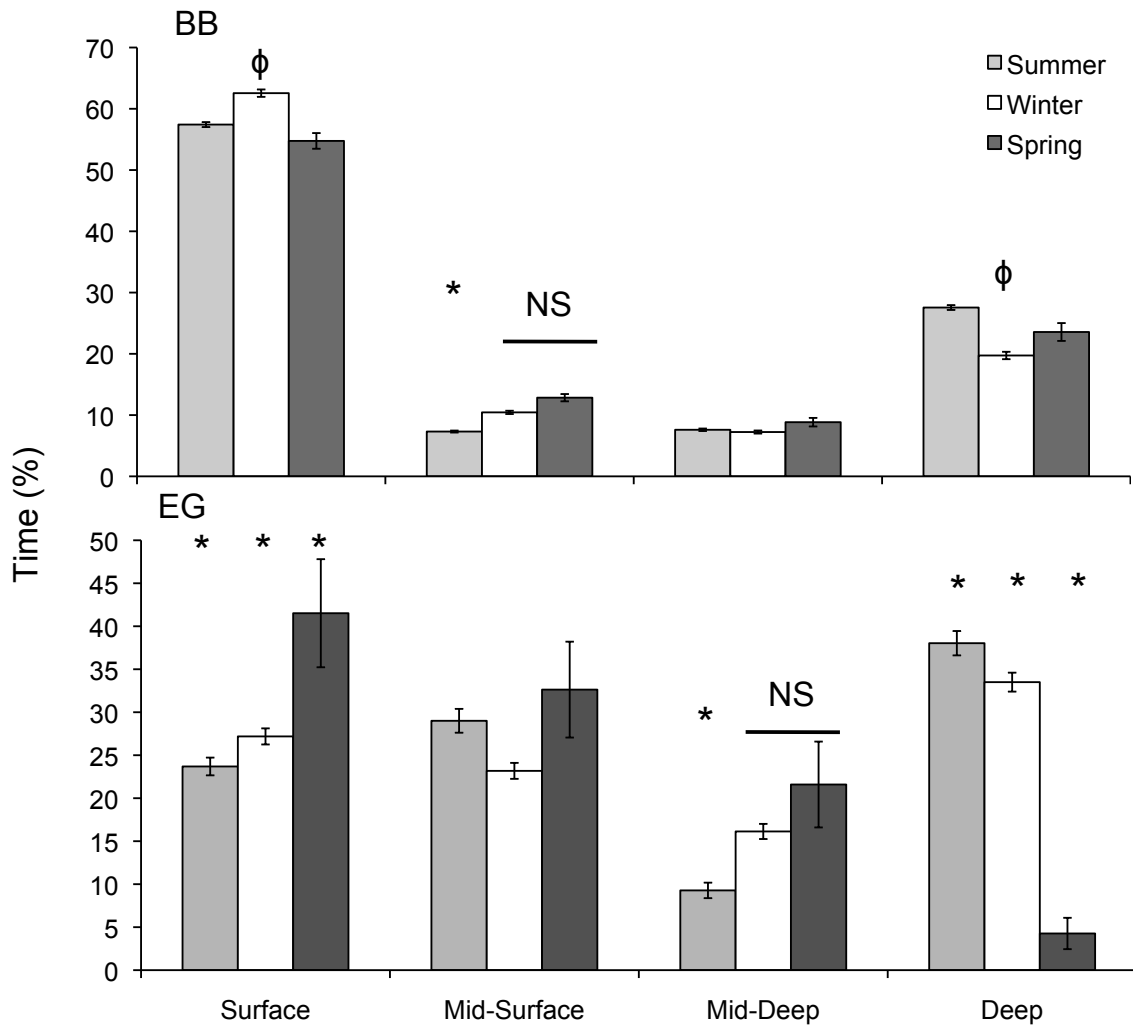 BB
ϕ
Summer
Winter
Spring
70
60
50
40
30
20
10
0
*
NS
ϕ
Time (%)
EG
* * *
50
45
40
35
30
25
20
15
10
5
0
*
NS
* * *
Surface Mid-Surface Mid-Deep Deep